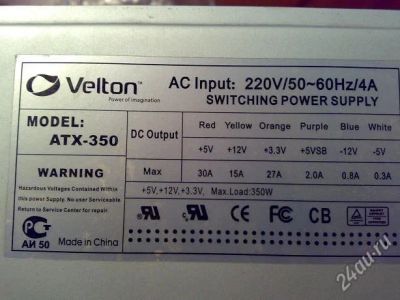 Velton™
Power of imagination
AC Input: 220V/50~60Hz/4A
SWITCHING POWER SUPPLY
MODEL:
ATX-350
DC Output Red Yellow Orange Purple Blue White
+5V +12V +3.3V +5VSB -12V -5V
Max 30A 15A 27A 2.0A 0.8A 0.3A
+5V,+12V,+3.3V, Max.Load:350W
WARNING
Hazardous Voltages Contained Within
this Power Supply. No user Serviceable
Return to Service Center for repair.
АИ 50
Made in China
CE
FC
CB
24au.ru